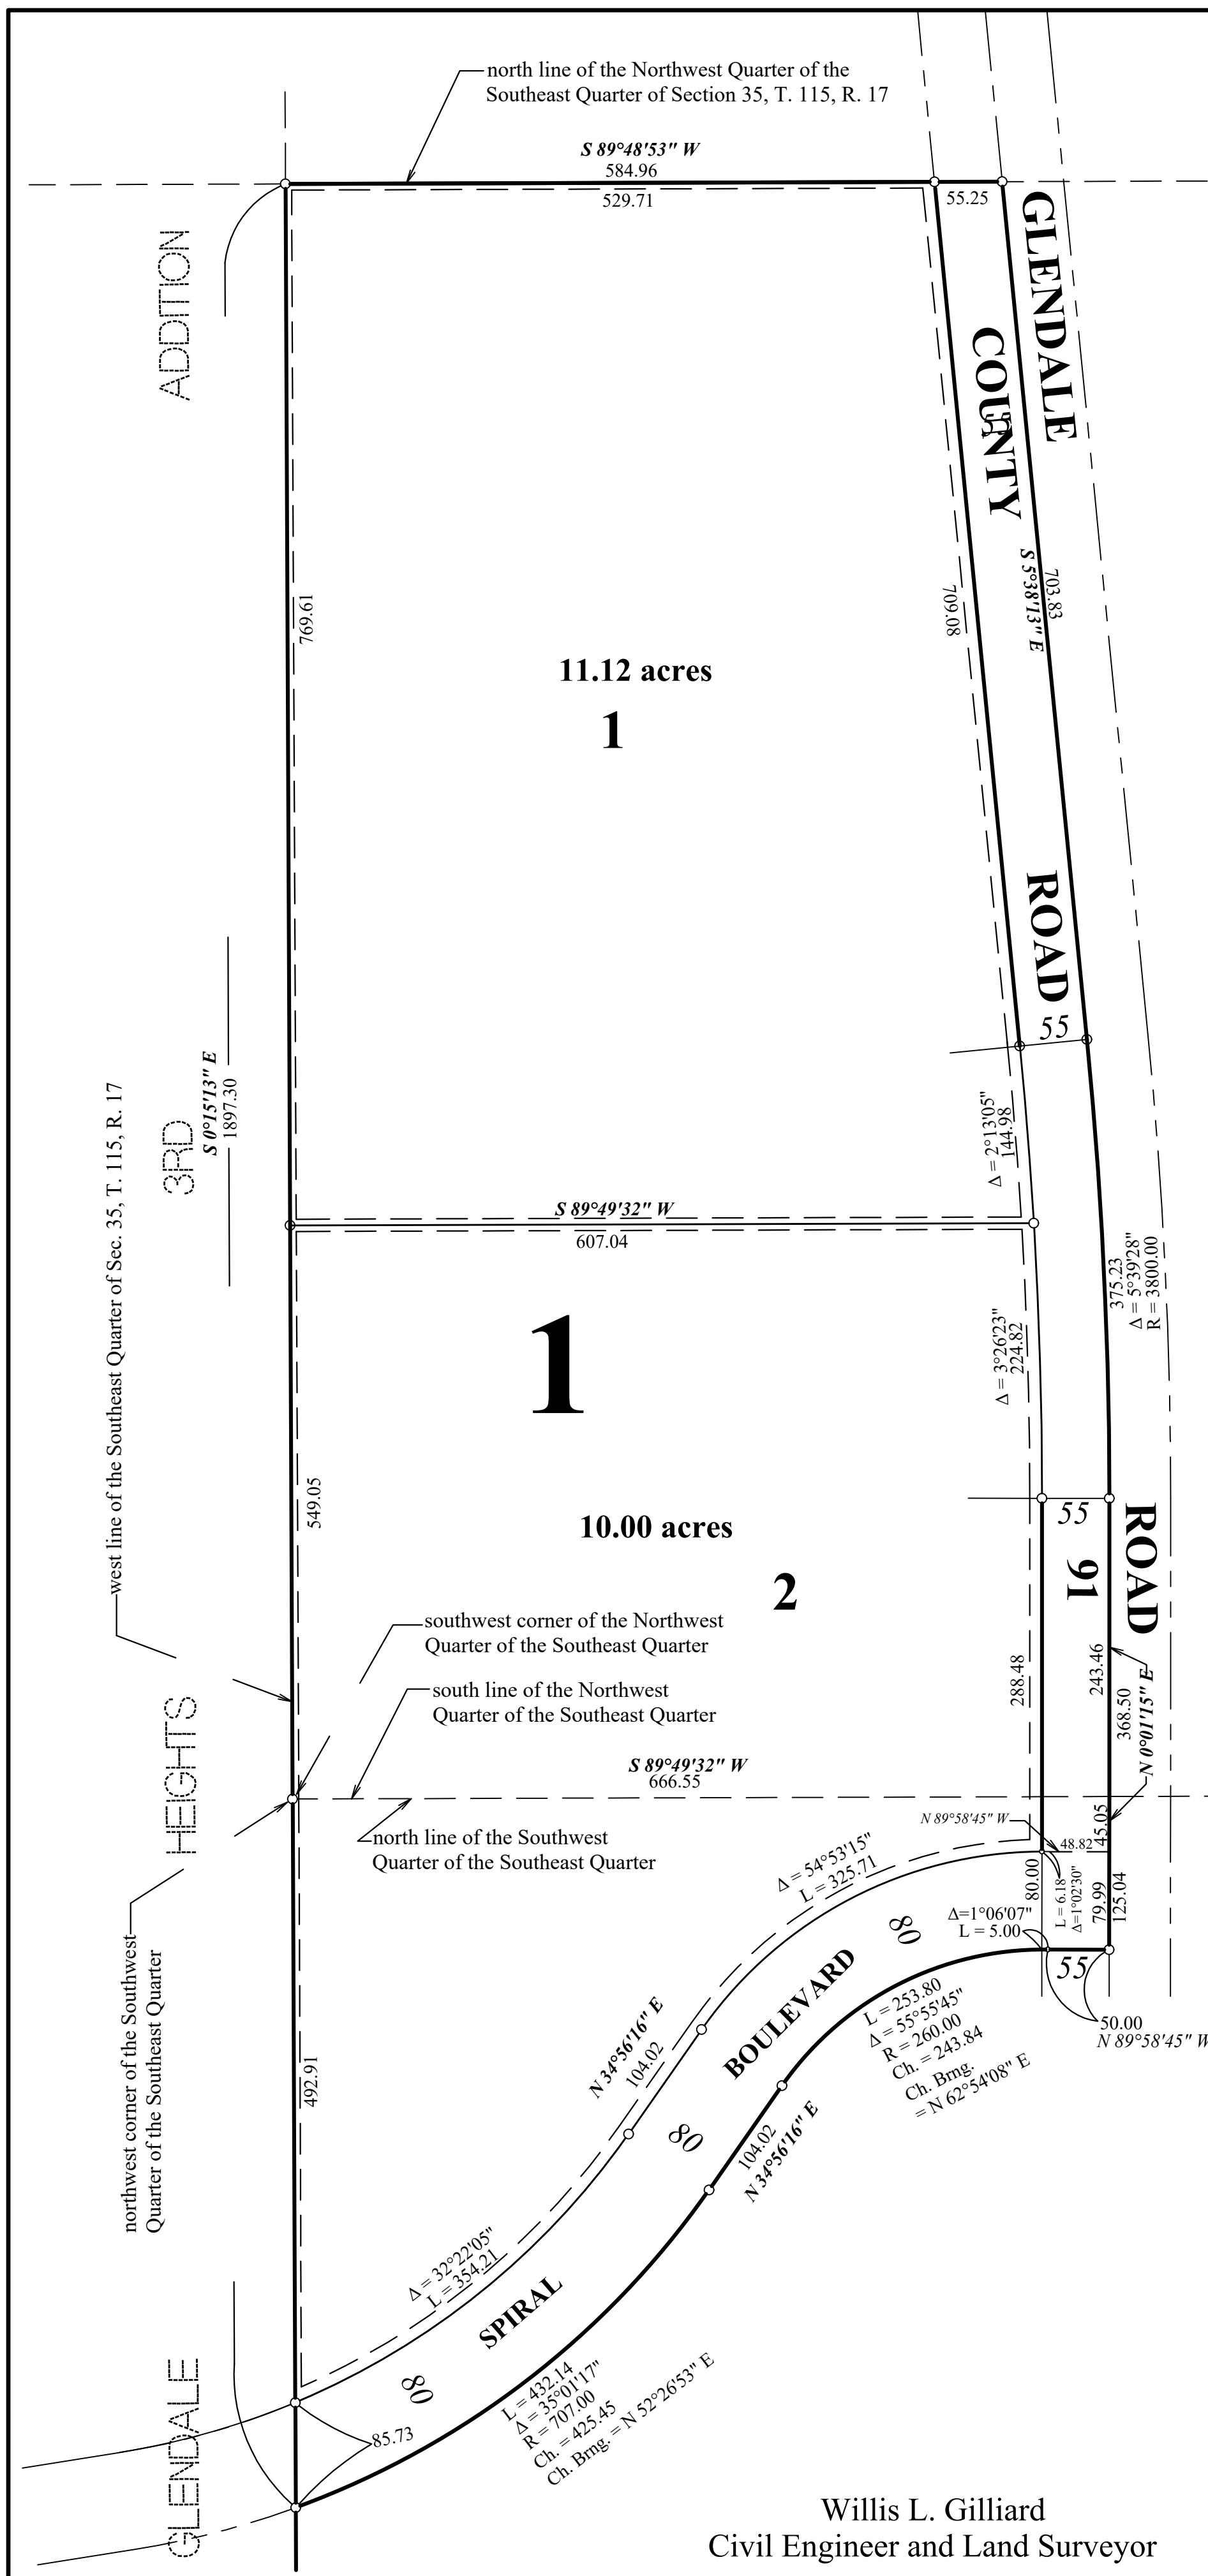 north line of the Northwest Quarter of the
Southeast Quarter of Section 35, T. 115, R. 17
S 89°48'53" W
584.96
529.71
55.25
ADDITION
GLENDALE
COUNTY
55
S 5°38'13" E
703.83
709.08
769.61
11.12 acres
1
ROAD
55
west line of the Southeast Quarter of Sec. 35, T. 115, R. 17
3RD
S 0°15'13" E
1897.30
Δ = 2°13'05"
144.98
S 89°49'32" W
607.04
375.23
Δ = 5°39'28"
R = 3800.00
Δ = 3°26'23"
224.82
1
549.05
10.00 acres
2
55
91
ROAD
southwest corner of the Northwest
Quarter of the Southeast Quarter
south line of the Northwest
Quarter of the Southeast Quarter
288.48
243.46
368.50
N 0°01'15" E
HEIGHTS
S 89°49'32" W
666.55
north line of the Southwest
Quarter of the Southeast Quarter
N 89°58'45" W
48.82
45.05
Δ = 54°53'15"
L = 325.71
80.00
L = 6.18
Δ=1°02'30"
79.99
125.04
Δ=1°06'07"
L = 5.00
80
55
50.00
N 89°58'45" W
northwest corner of the Southwest
Quarter of the Southeast Quarter
BOULEVARD
L = 253.80
Δ = 55°55'45"
R = 260.00
Ch. = 243.84
Ch. Brng.
= N 62°54'08" E
N 34°56'16" E
104.02
492.91
80
104.02
N 34°56'16" E
Δ = 32°22'05"
L = 354.21
SPIRAL
80
L = 432.14
Δ = 35°01'17"
R = 707.00
Ch. = 425.45
Ch. Brng. = N 52°26'53" E
85.73
GLENDALE
Willis L. Gilliard
Civil Engineer and Land Surveyor